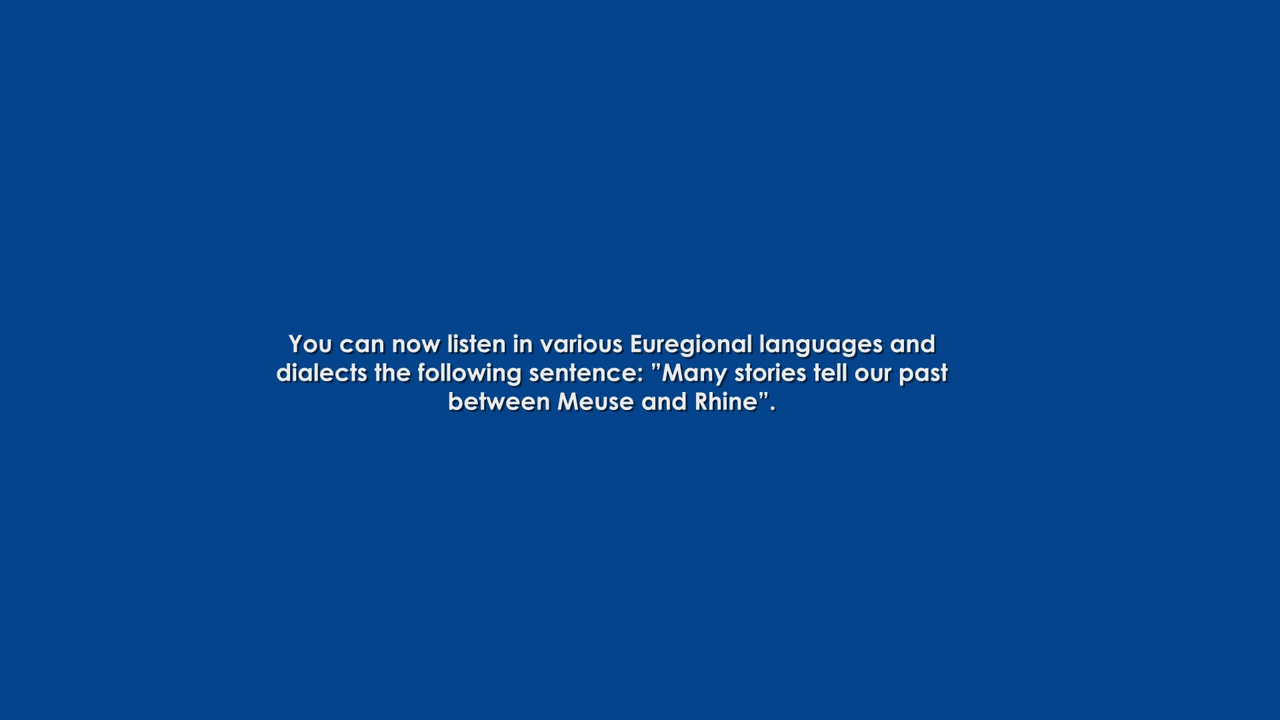 You can now listen in various Euregional languages and
dialects the following sentence: ”Many stories tell our past
between Meuse and Rhine”.